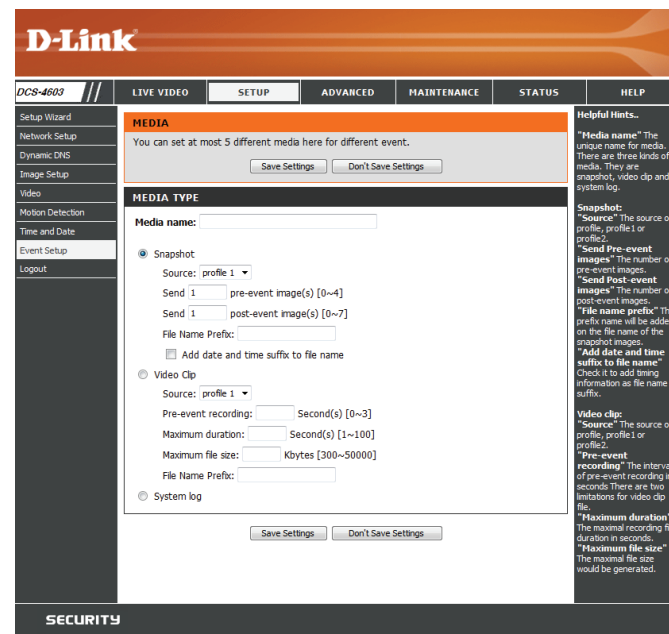 D-Link
DCS-4603 // LIVE VIDEO SETUP ADVANCED MAINTENANCE STATUS HELP
Setup Wizard
Network Setup
Dynamic DNS
Image Setup
Video
Motion Detection
Time and Date
Event Setup
Logout
MEDIA
You can set at most 5 different media here for different event.
Save Settings Don't Save Settings
MEDIA TYPE
Media name:
Snapshot
Source: profile 1
Send 1 pre-event image(s) [0~4]
Send 1 post-event image(s) [0~7]
File Name Prefix:
Add date and time suffix to file name
Video Clip
Source: profile 1
Pre-event recording: Second(s) [0~3]
Maximum duration: Second(s) [1~100]
Maximum file size: Kbytes [300~50000]
File Name Prefix:
System log
Save Settings Don't Save Settings
Helpful Hints..
"Media name" The
unique name for media.
There are three kinds of
media. They are
snapshot, video clip and
system log.
Snapshot:
"Source" The source
profile, profile1 or
profile2.
"Send Pre-event
images" The number
pre-event images.
"Send Post-event
images" The number
post-event images.
"File name prefix"
prefix name will be
on the file name of the
snapshot images.
"Add date and time
suffix to file name"
Check it to add timing
information as file name
suffix.
Video clip:
"Source" The source
profile, profile1 or
profile2.
"Pre-event
recording" The
of pre-event recording
seconds There are two
limitations for video clip
file.
"Maximum duration"
The maximal recording
duration in seconds.
"Maximum file size"
The maximal file size
would be generated.
SECURITY